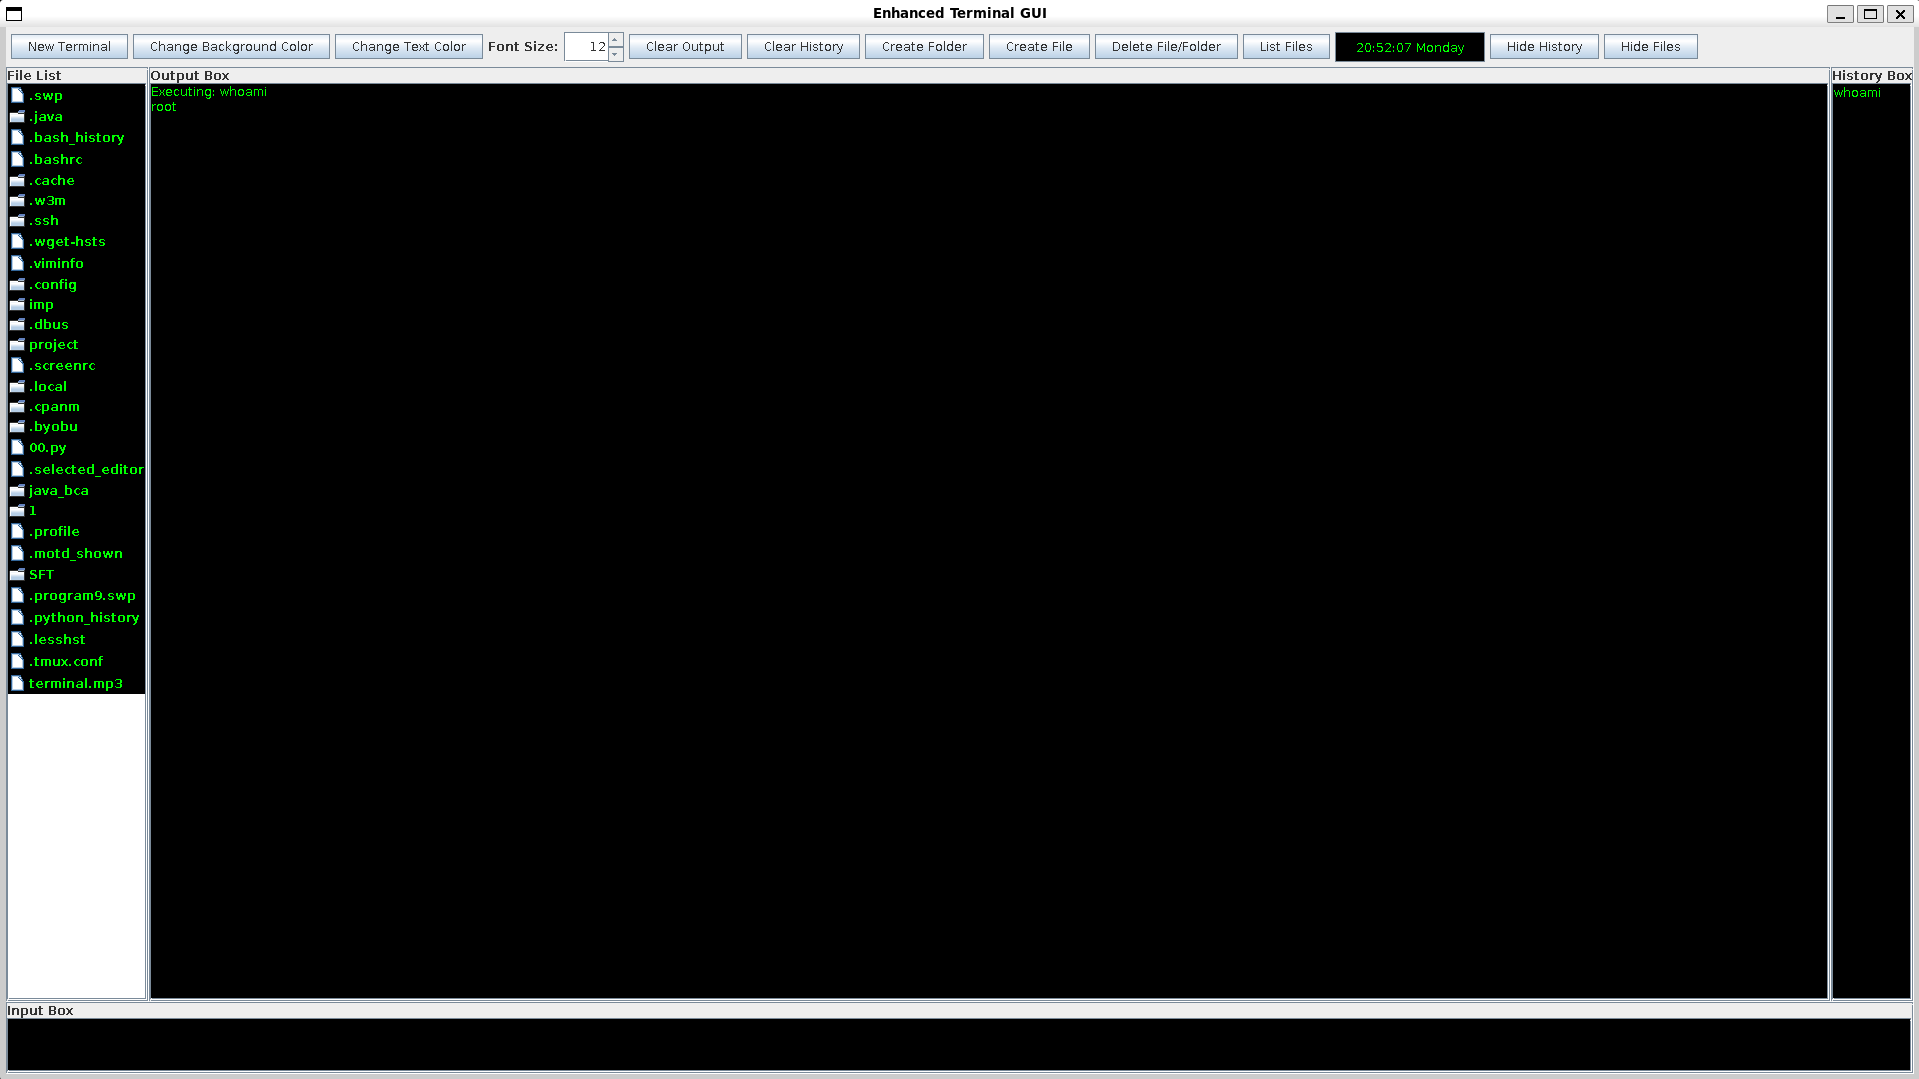 Enhanced Terminal GUI
New Terminal Change Background Color Change Text Color Font Size: 12 Clear Output Clear History Create Folder Create File Delete File/Folder List Files 20:52:07 Monday Hide History Hide Files
File List
.swp
.java
.bash_history
.bashrc
.cache
.w3m
.ssh
.wget-hsts
.viminfo
.config
imp
.dbus
project
.screenrc
.local
.cpanm
.byobu
00.py
.selected_editor
java_bca
1
.profile
.motd_shown
SFT
.program9.swp
.python_history
.lesshst
.tmux.conf
terminal.mp3
Output Box
Executing: whoami
root
History Box
whoami
Input Box